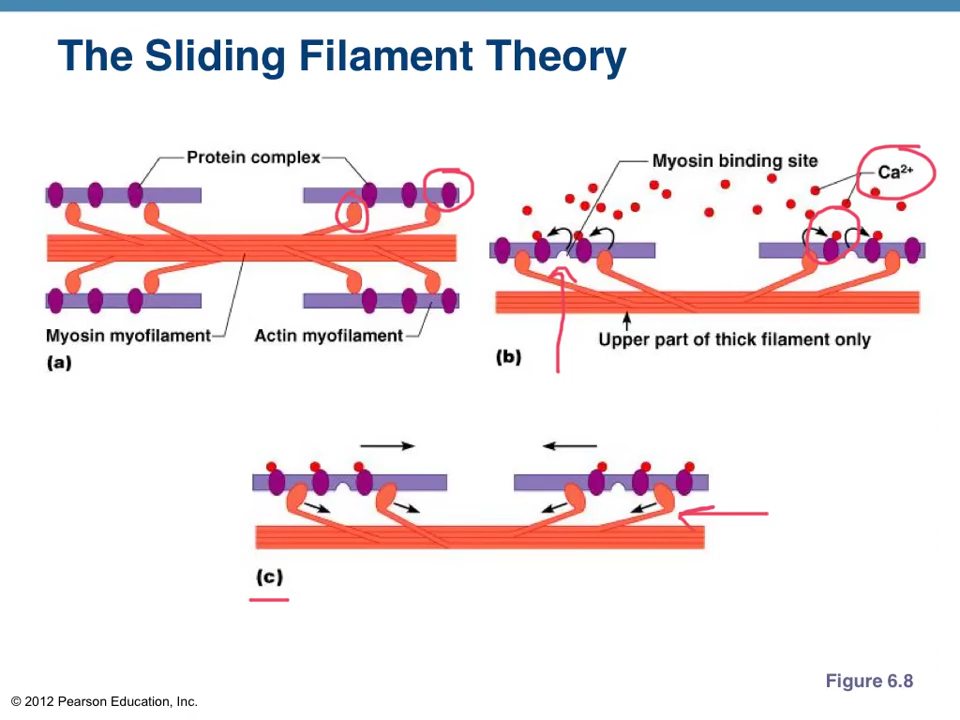 The Sliding Filament Theory
Protein complex
Myosin myofilament
Actin myofilament
(a)
Myosin binding site
Ca2+
Upper part of thick filament only
(b)
(c)
Figure 6.8
© 2012 Pearson Education, Inc.